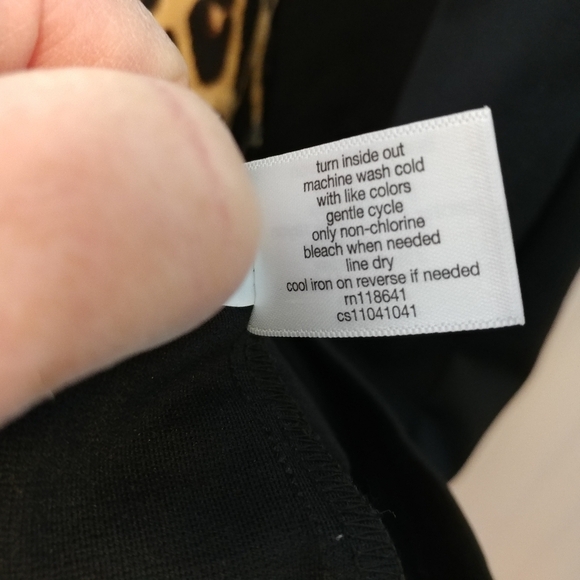 turn inside out
machine wash cold
with like colors
gentle cycle
only non-chlorine
bleach when needed
line dry
cool iron on reverse if needed
rn118641
cs11041041